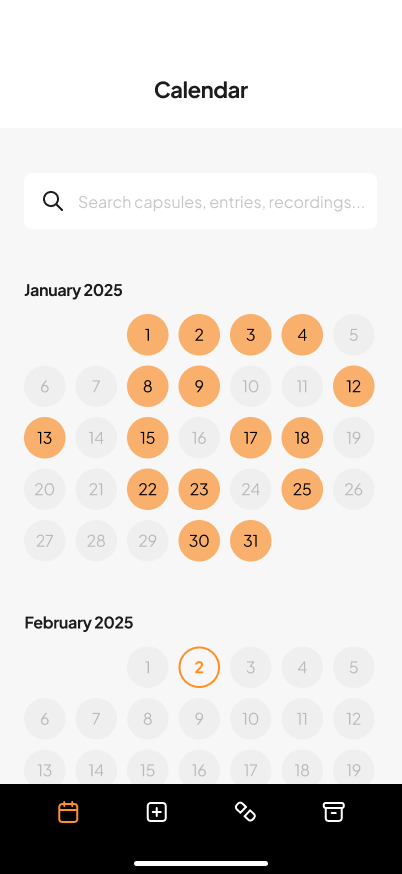 Calendar
Search capsules, entries, recordings...
January 2025
1 2 3 4 5
6 7 8 9 10 11 12
13 14 15 16 17 18 19
20 21 22 23 24 25 26
27 28 29 30 31
February 2025
1 2 3 4 5
6 7 8 9 10 11 12
13 14 15 16 17 18 19